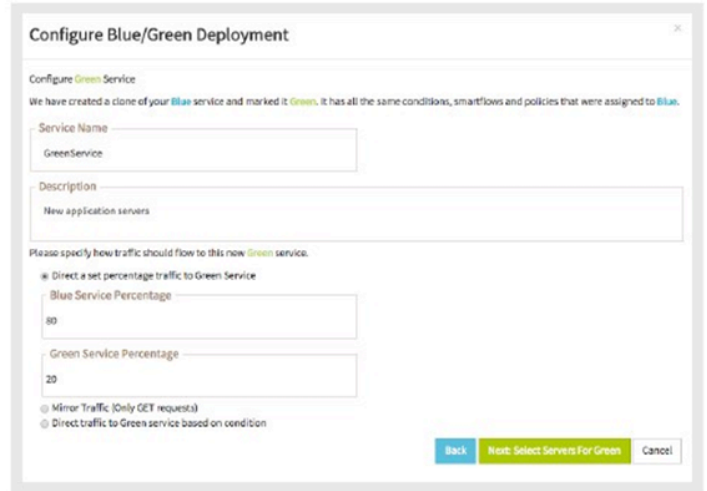 Configure Blue/Green Deployment
×
Configure Green Service
We have created a clone of your Blue service and marked it Green. It has all the same conditions, smartflows and policies that were assigned to Blue.
Service Name
GreenService
Description
New application servers
Please specify how traffic should flow to this new Green service.
Direct a set percentage traffic to Green Service
Blue Service Percentage
80
Green Service Percentage
20
Mirror Traffic (Only GET requests)
Direct traffic to Green service based on condition
Back Next: Select Servers For Green Cancel